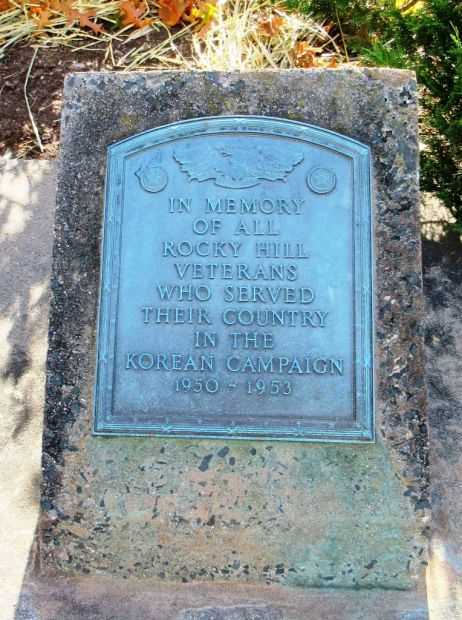 IN MEMORY
OF ALL
ROCKY HILL
VETERANS
WHO SERVED
THEIR COUNTRY
IN THE
KOREAN CAMPAIGN
1950 - 1953